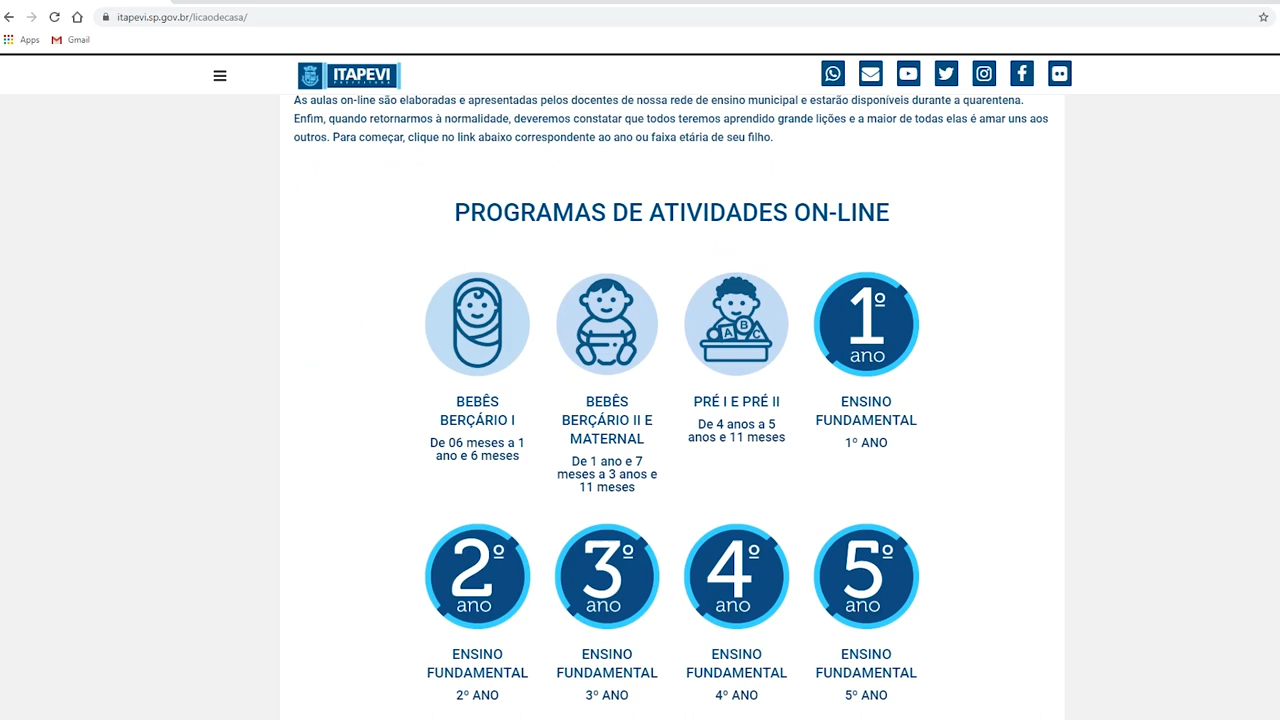 itapevi.sp.gov.br/licaodecasa/
Apps Gmail
ITAPEVI
PREFEITURA
As aulas on-line são elaboradas e apresentadas pelos docentes de nossa rede de ensino municipal e estarão disponíveis durante a quarentena.
Enfim, quando retornarmos à normalidade, deveremos constatar que todos teremos aprendido grande lições e a maior de todas elas é amar uns aos
outros. Para começar, clique no link abaixo correspondente ao ano ou faixa etária de seu filho.
PROGRAMAS DE ATIVIDADES ON-LINE
A B C
1º
ano
BEBÊS
BERÇÁRIO I
De 06 meses a 1
ano e 6 meses
BEBÊS
BERÇÁRIO II E
MATERNAL
De 1 ano e 7
meses a 3 anos e
11 meses
PRÉ I E PRÉ II
De 4 anos a 5
anos e 11 meses
ENSINO
FUNDAMENTAL
1º ANO
2º
ano
3º
ano
4º
ano
5º
ano
ENSINO
FUNDAMENTAL
2º ANO
ENSINO
FUNDAMENTAL
3º ANO
ENSINO
FUNDAMENTAL
4º ANO
ENSINO
FUNDAMENTAL
5º ANO